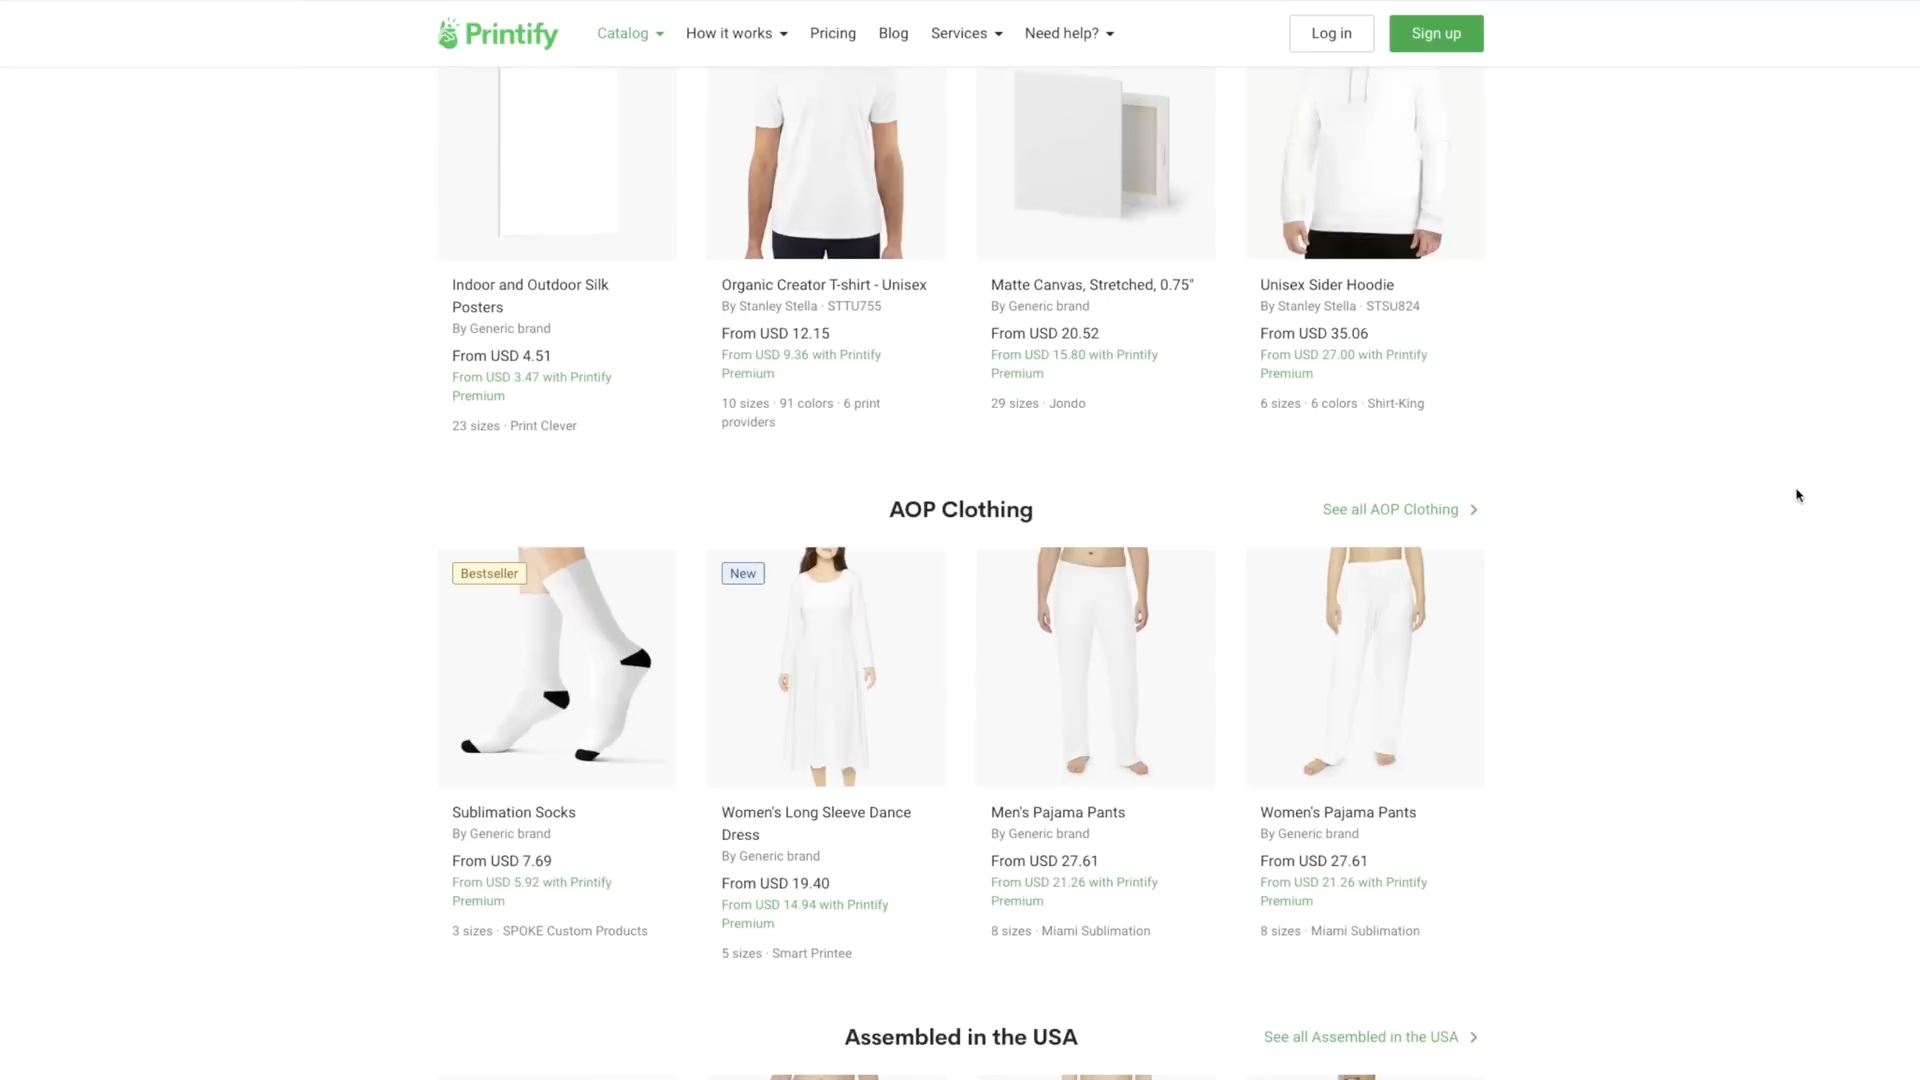 Printify
Catalog
How it works
Pricing
Blog
Services
Need help?
Log in
Sign up
Indoor and Outdoor Silk
Posters
By Generic brand
From USD 4.51
From USD 3.47 with Printify
Premium
23 sizes · Print Clever
Organic Creator T-shirt - Unisex
By Stanley Stella · STTU755
From USD 12.15
From USD 9.36 with Printify
Premium
10 sizes · 91 colors · 6 print
providers
Matte Canvas, Stretched, 0.75"
By Generic brand
From USD 20.52
From USD 15.80 with Printify
Premium
29 sizes · Jondo
Unisex Sider Hoodie
By Stanley Stella · STSU824
From USD 35.06
From USD 27.00 with Printify
Premium
6 sizes · 6 colors · Shirt-King
AOP Clothing
See all AOP Clothing
Bestseller
Sublimation Socks
By Generic brand
From USD 7.69
From USD 5.92 with Printify
Premium
3 sizes · SPOKE Custom Products
New
Women's Long Sleeve Dance
Dress
By Generic brand
From USD 19.40
From USD 14.94 with Printify
Premium
5 sizes · Smart Printee
Men's Pajama Pants
By Generic brand
From USD 27.61
From USD 21.26 with Printify
Premium
8 sizes · Miami Sublimation
Women's Pajama Pants
By Generic brand
From USD 27.61
From USD 21.26 with Printify
Premium
8 sizes · Miami Sublimation
Assembled in the USA
See all Assembled in the USA